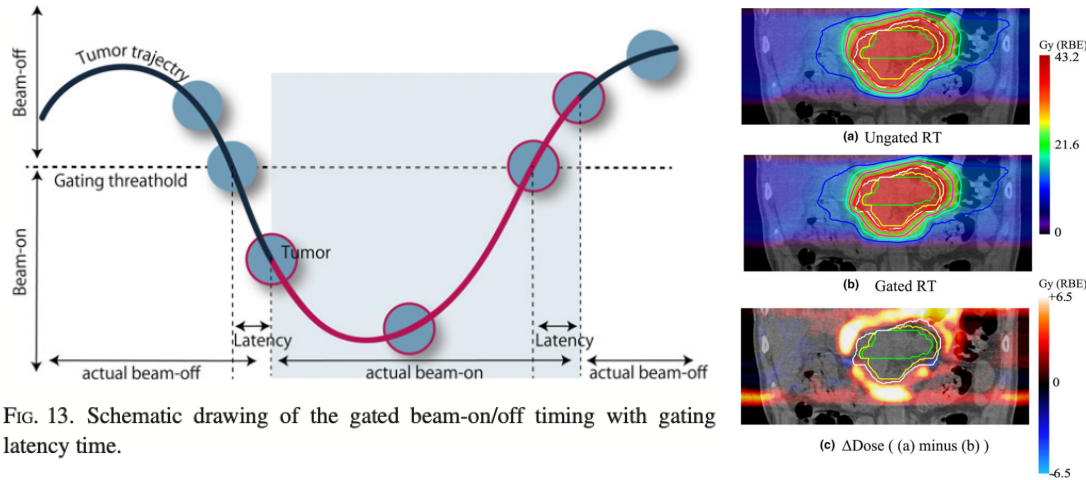 Beam-off
Tumor trajectory
Gating threathold
Beam-on
Tumor
Latency
Latency
actual beam-off
actual beam-on
actual beam-off
FIG. 13. Schematic drawing of the gated beam-on/off timing with gating
latency time.
Gy (RBE)
43.2
21.6
0
(a) Ungated RT
(b) Gated RT
Gy (RBE)
+6.5
0
-6.5
(c) ΔDose ( (a) minus (b) )